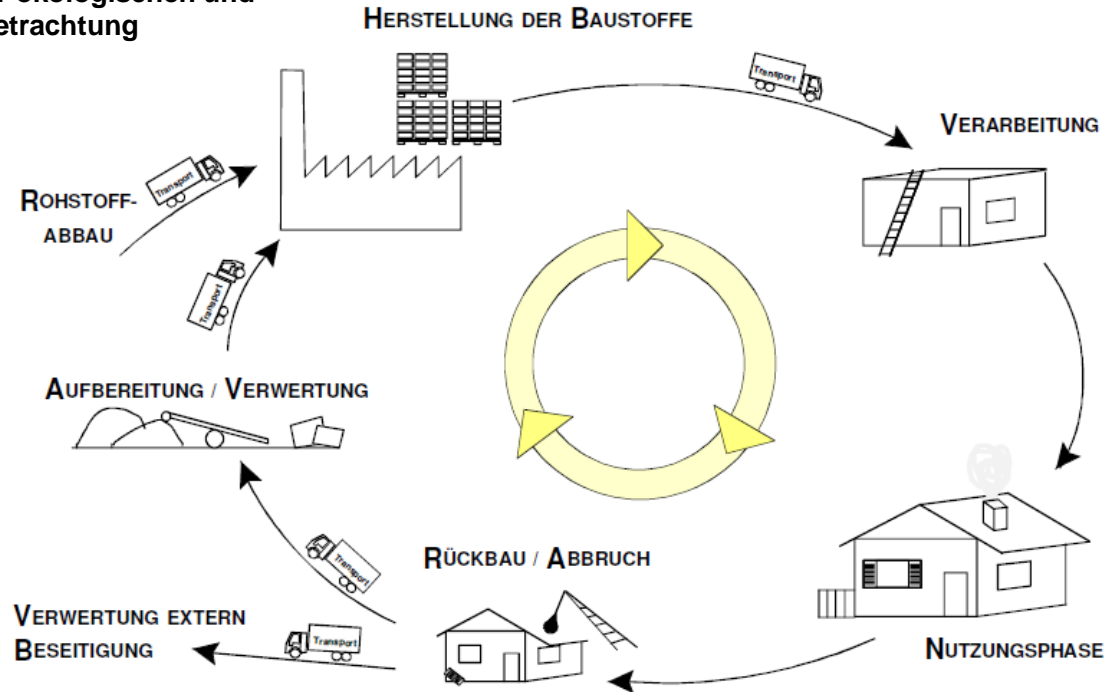 ökologischen und
etrachtung
HERSTELLUNG DER BAUSTOFFE
Transport
VERARBEITUNG
Transport
ROHSTOFF-
ABBAU
Transport
AUFBEREITUNG / VERWERTUNG
Transport
RÜCKBAU / ABBRUCH
VERWERTUNG EXTERN
BESEITIGUNG
Transport
NUTZUNGSPHASE